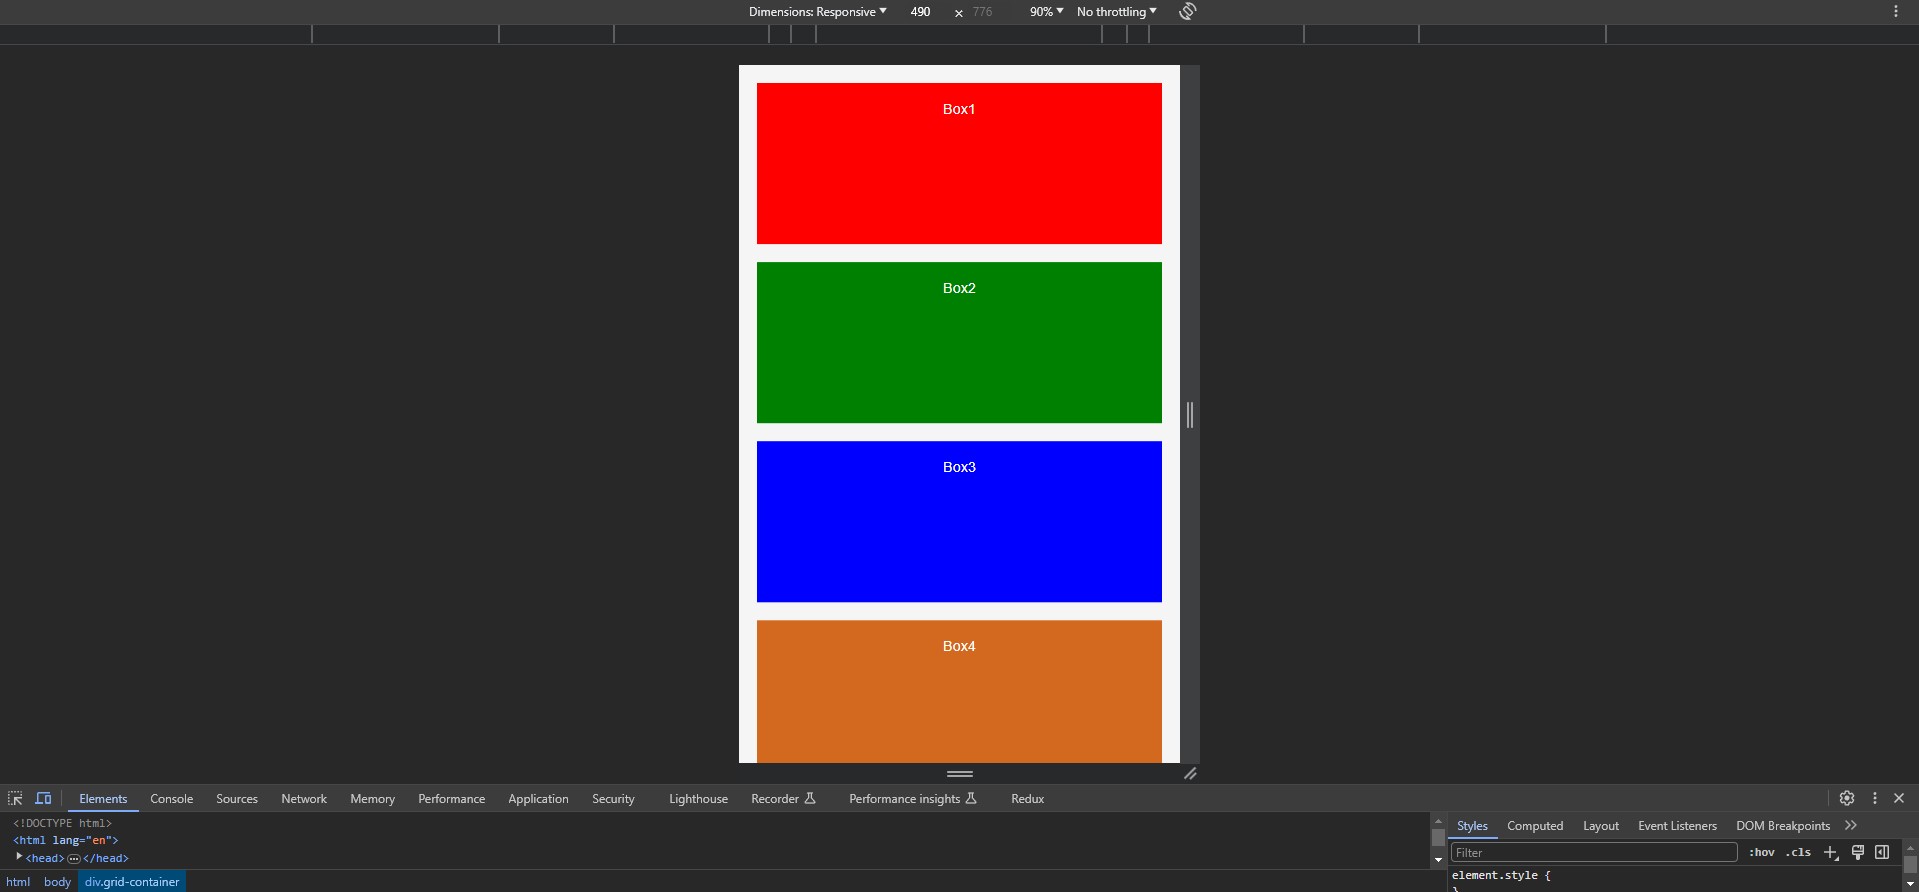 Dimensions: Responsive 490 × 776 90% No throttling
Box1
Box2
Box3
Box4
Elements Console Sources Network Memory Performance Application Security Lighthouse Recorder Performance insights Redux
<!DOCTYPE html>
<html lang="en">
<head> ••• </head>
html body div.grid-container
Styles Computed Layout Event Listeners DOM Breakpoints
Filter :hov .cls
element.style {
}